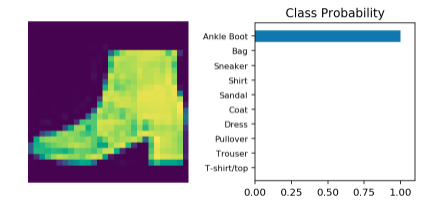 Class Probability
Ankle Boot
Bag
Sneaker
Shirt
Sandal
Coat
Dress
Pullover
Trouser
T-shirt/top
0.00 0.25 0.50 0.75 1.00